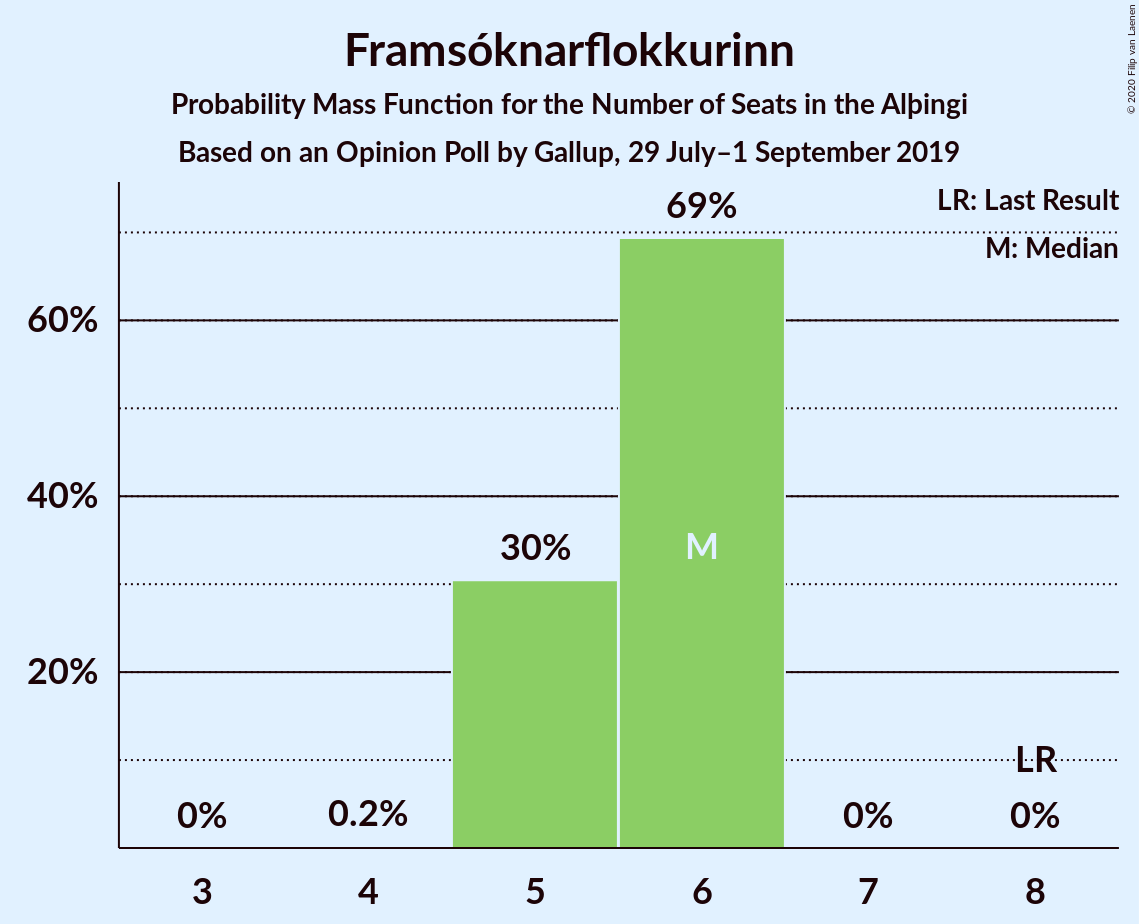 Framsóknarflokkurinn
Probability Mass Function for the Number of Seats in the Alþingi
Based on an Opinion Poll by Gallup, 29 July–1 September 2019
© 2020 Filip van Laenen
LR: Last Result
M: Median
69%
60%
40%
30%
M
20%
LR
0%
0.2%
0%
0%
3
4
5
6
7
8